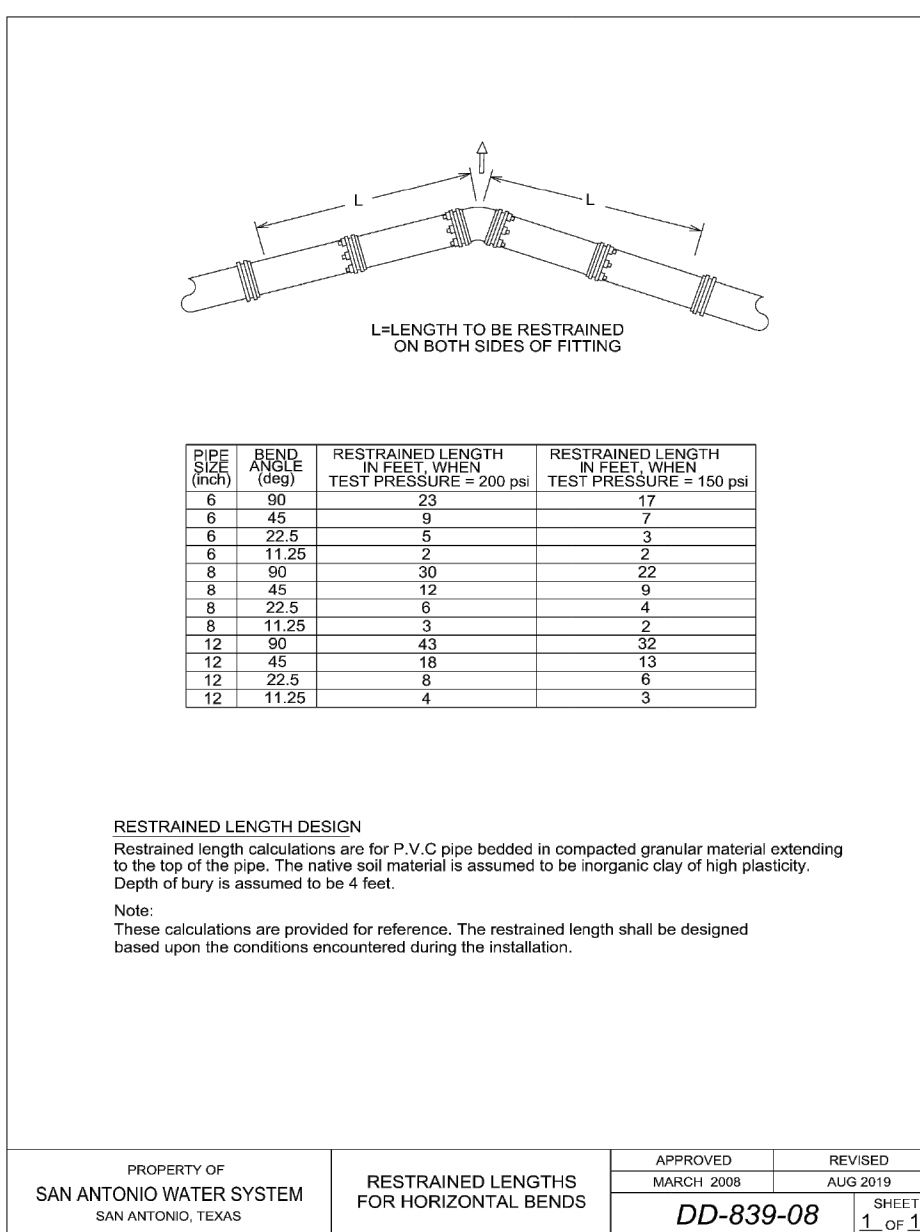 L
L
L=LENGTH TO BE RESTRAINED
ON BOTH SIDES OF FITTING
PIPE SIZE (inch) BEND ANGLE (deg) RESTRAINED LENGTH IN FEET, WHEN TEST PRESSURE = 200 psi RESTRAINED LENGTH IN FEET, WHEN TEST PRESSURE = 150 psi
6 90 23 17
6 45 9 7
6 22.5 5 3
6 11.25 2 2
8 90 30 22
8 45 12 9
8 22.5 6 4
8 11.25 3 2
12 90 43 32
12 45 18 13
12 22.5 8 6
12 11.25 4 3
RESTRAINED LENGTH DESIGN
Restrained length calculations are for P.V.C pipe bedded in compacted granular material extending
to the top of the pipe. The native soil material is assumed to be inorganic clay of high plasticity.
Depth of bury is assumed to be 4 feet.
Note:
These calculations are provided for reference. The restrained length shall be designed
based upon the conditions encountered during the installation.
PROPERTY OF
SAN ANTONIO WATER SYSTEM
SAN ANTONIO, TEXAS
RESTRAINED LENGTHS
FOR HORIZONTAL BENDS
APPROVED REVISED
MARCH 2008 AUG 2019
DD-839-08
SHEET
1 OF 1